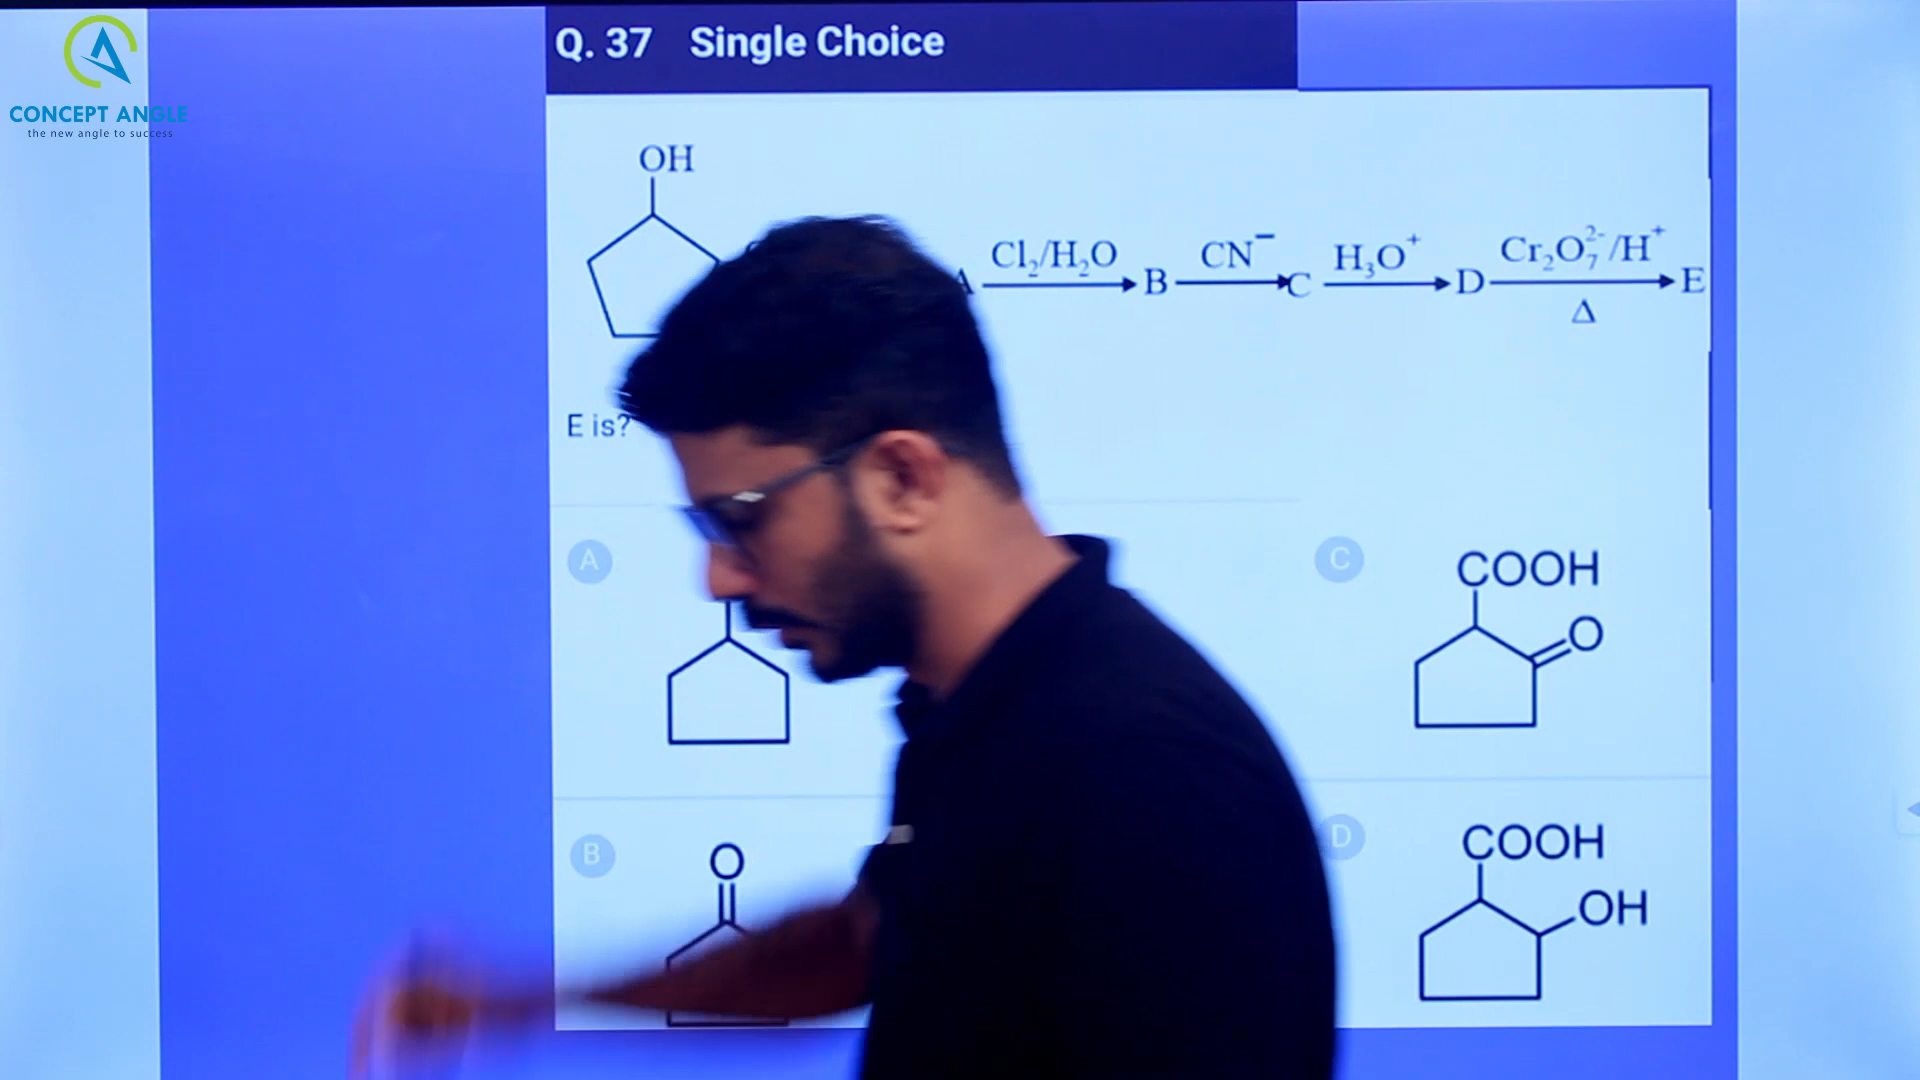 CONCEPT ANGLE
the new angle to success
Q. 37 Single Choice
OH
A Cl₂/H₂O B CN⁻ C H₃O⁺ D Cr₂O₇²⁻/H⁺ E
Δ
E is?
A
C
COOH
O
B
O
D
COOH
OH